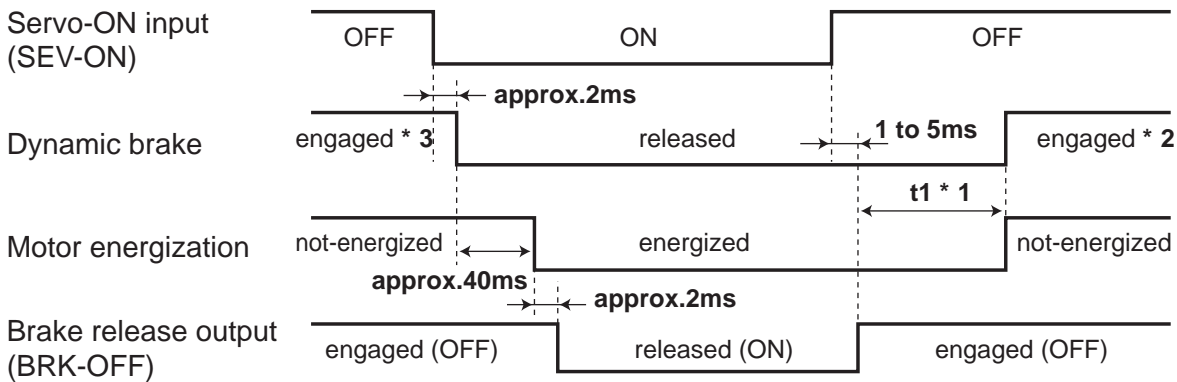 Servo-ON input
(SEV-ON)
OFF
ON
OFF
approx.2ms
Dynamic brake
engaged * 3
released
1 to 5ms
engaged * 2
t1 * 1
Motor energization
not-energized
energized
not-energized
approx.40ms
approx.2ms
Brake release output
(BRK-OFF)
engaged (OFF)
released (ON)
engaged (OFF)